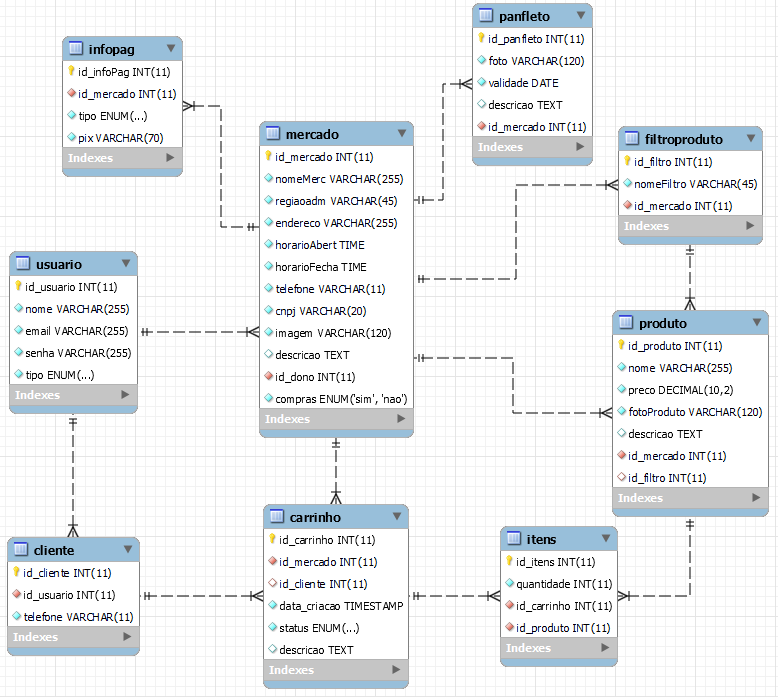 panfleto
id_panfleto INT(11)
foto VARCHAR(120)
validade DATE
descricao TEXT
id_mercado INT(11)
Indexes
infopag
id_infoPag INT(11)
id_mercado INT(11)
tipo ENUM(...)
pix VARCHAR(70)
Indexes
mercado
id_mercado INT(11)
nomeMerc VARCHAR(255)
regiaoadm VARCHAR(45)
endereco VARCHAR(255)
horarioAbert TIME
horarioFecha TIME
telefone VARCHAR(11)
cnpj VARCHAR(20)
imagem VARCHAR(120)
descricao TEXT
id_dono INT(11)
compras ENUM('sim', 'nao')
Indexes
filtroproduto
id_filtro INT(11)
nomeFiltro VARCHAR(45)
id_mercado INT(11)
Indexes
usuario
id_usuario INT(11)
nome VARCHAR(255)
email VARCHAR(255)
senha VARCHAR(255)
tipo ENUM(...)
Indexes
produto
id_produto INT(11)
nome VARCHAR(255)
preco DECIMAL(10,2)
fotoProduto VARCHAR(120)
descricao TEXT
id_mercado INT(11)
id_filtro INT(11)
Indexes
cliente
id_cliente INT(11)
id_usuario INT(11)
telefone VARCHAR(11)
Indexes
carrinho
id_carrinho INT(11)
id_mercado INT(11)
id_cliente INT(11)
data_criacao TIMESTAMP
status ENUM(...)
descricao TEXT
Indexes
itens
id_itens INT(11)
quantidade INT(11)
id_carrinho INT(11)
id_produto INT(11)
Indexes